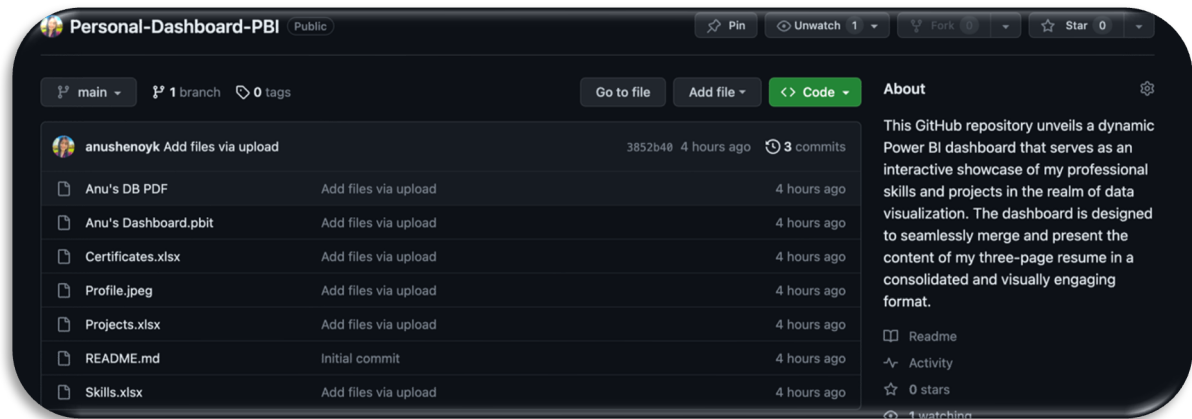 Personal-Dashboard-PBI Public Pin Unwatch 1 Fork 0 Star 0
main 1 branch 0 tags Go to file Add file <> Code
anushenoyk Add files via upload 3852b40 4 hours ago 3 commits
Anu's DB PDF Add files via upload 4 hours ago
Anu's Dashboard.pbit Add files via upload 4 hours ago
Certificates.xlsx Add files via upload 4 hours ago
Profile.jpeg Add files via upload 4 hours ago
Projects.xlsx Add files via upload 4 hours ago
README.md Initial commit 4 hours ago
Skills.xlsx Add files via upload 4 hours ago
About
This GitHub repository unveils a dynamic
Power BI dashboard that serves as an
interactive showcase of my professional
skills and projects in the realm of data
visualization. The dashboard is designed
to seamlessly merge and present the
content of my three-page resume in a
consolidated and visually engaging
format.
Readme
Activity
0 stars
1 watching